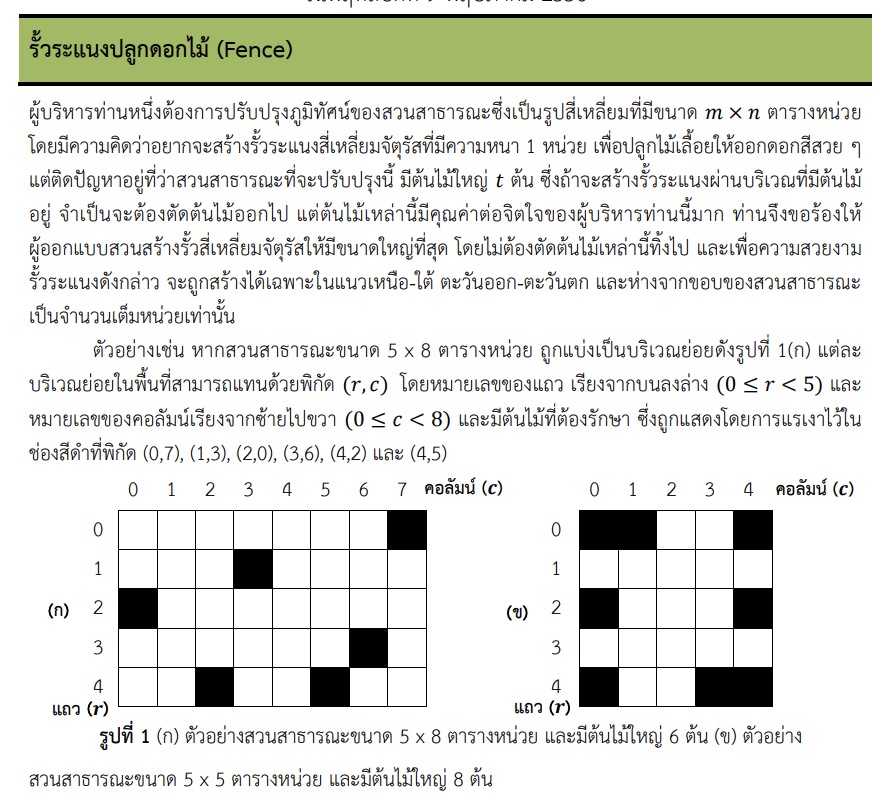 รั้วระแนงปลูกดอกไม้ (Fence)
ผู้บริหารท่านหนึ่งต้องการปรับปรุงภูมิทัศน์ของสวนสาธารณะซึ่งเป็นรูปสี่เหลี่ยมที่มีขนาด m × n ตารางหน่วย
โดยมีความคิดว่าอยากจะสร้างรั้วระแนงสี่เหลี่ยมจัตุรัสที่มีความหนา 1 หน่วย เพื่อปลูกไม้เลื้อยให้ออกดอกสีสวย ๆ
แต่ติดปัญหาอยู่ที่ว่าสวนสาธารณะที่จะปรับปรุงนี้ มีต้นไม้ใหญ่ t ต้น ซึ่งถ้าจะสร้างรั้วระแนงผ่านบริเวณที่มีต้นไม้
อยู่ จำเป็นจะต้องตัดต้นไม้ออกไป แต่ต้นไม้เหล่านี้มีคุณค่าต่อจิตใจของผู้บริหารท่านนี้มาก ท่านจึงขอร้องให้
ผู้ออกแบบสวนสร้างรั้วสี่เหลี่ยมจัตุรัสให้มีขนาดใหญ่ที่สุด โดยไม่ต้องตัดต้นไม้เหล่านี้ทิ้งไป และเพื่อความสวยงาม
รั้วระแนงดังกล่าว จะถูกสร้างได้เฉพาะในแนวเหนือ-ใต้ ตะวันออก-ตะวันตก และห่างจากขอบของสวนสาธารณะ
เป็นจำนวนเต็มหน่วยเท่านั้น
ตัวอย่างเช่น หากสวนสาธารณะขนาด 5 x 8 ตารางหน่วย ถูกแบ่งเป็นบริเวณย่อยดังรูปที่ 1(ก) แต่ละ
บริเวณย่อยในพื้นที่สามารถแทนด้วยพิกัด (r, c) โดยหมายเลขของแถว เรียงจากบนลงล่าง (0 ≤ r < 5) และ
หมายเลขของคอลัมน์เรียงจากซ้ายไปขวา (0 ≤ c < 8) และมีต้นไม้ที่ต้องรักษา ซึ่งถูกแสดงโดยการแรเงาไว้ใน
ช่องสีดำที่พิกัด (0,7), (1,3), (2,0), (3,6), (4,2) และ (4,5)
0 1 2 3 4 5 6 7 คอลัมน์ (c)
0
1
(ก) 2
3
4
แถว (r)
0 1 2 3 4 คอลัมน์ (c)
0
1
(ข) 2
3
4
แถว (r)
รูปที่ 1 (ก) ตัวอย่างสวนสาธารณะขนาด 5 x 8 ตารางหน่วย และมีต้นไม้ใหญ่ 6 ต้น (ข) ตัวอย่าง
สวนสาธารณะขนาด 5 x 5 ตารางหน่วย และมีต้นไม้ใหญ่ 8 ต้น